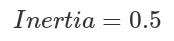 Inertia = 0.5